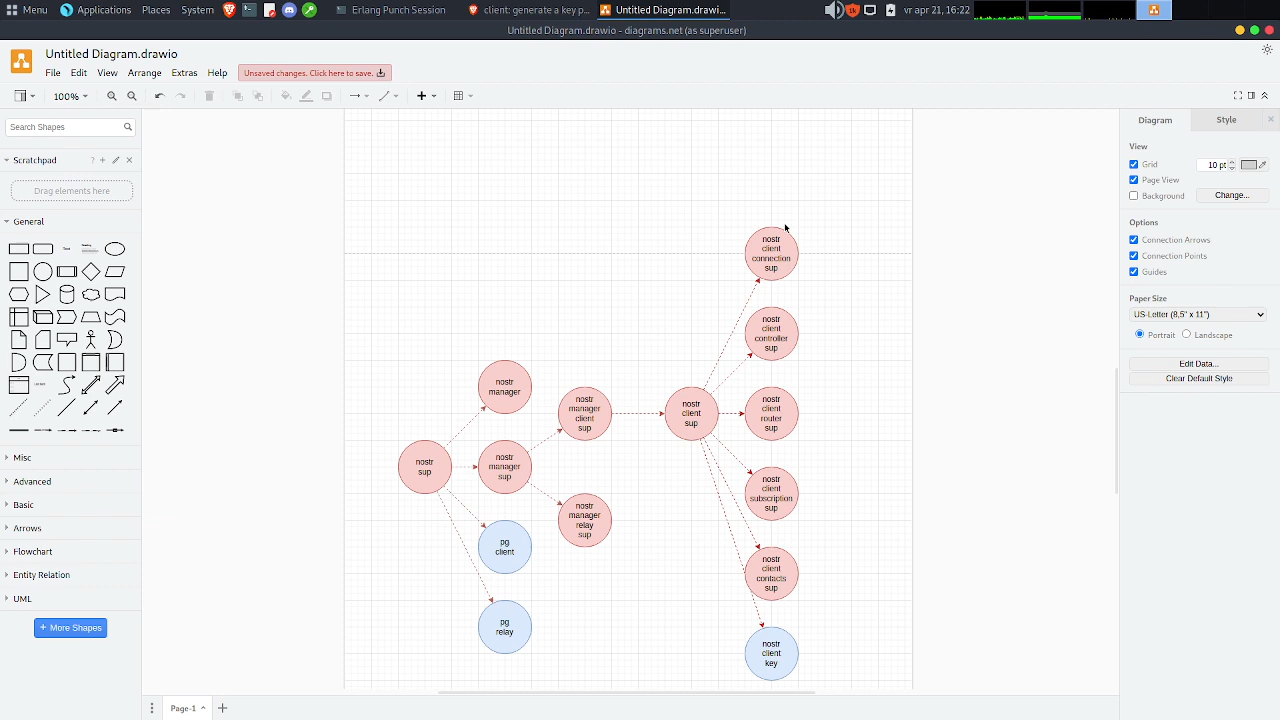 Menu
Applications
Places
System
Erlang Punch Session
client: generate a key p...
Untitled Diagram.drawi...
vr apr 21, 16:22
Untitled Diagram.drawio - diagrams.net (as superuser)
Untitled Diagram.drawio
File
Edit
View
Arrange
Extras
Help
Unsaved changes. Click here to save.
100%
Search Shapes
Scratchpad
?
Drag elements here
General
Misc
Advanced
Basic
Arrows
Flowchart
Entity Relation
UML
+ More Shapes
nostr
sup
nostr
manager
nostr
manager
sup
pg
client
pg
relay
nostr
manager
client
sup
nostr
manager
relay
sup
nostr
client
sup
nostr
client
connection
sup
nostr
client
controller
sup
nostr
client
router
sup
nostr
client
subscription
sup
nostr
client
contacts
sup
nostr
client
key
Diagram
Style
View
Grid
10 pt
Page View
Background
Change...
Options
Connection Arrows
Connection Points
Guides
Paper Size
US-Letter (8,5" x 11")
Portrait
Landscape
Edit Data...
Clear Default Style
Page-1